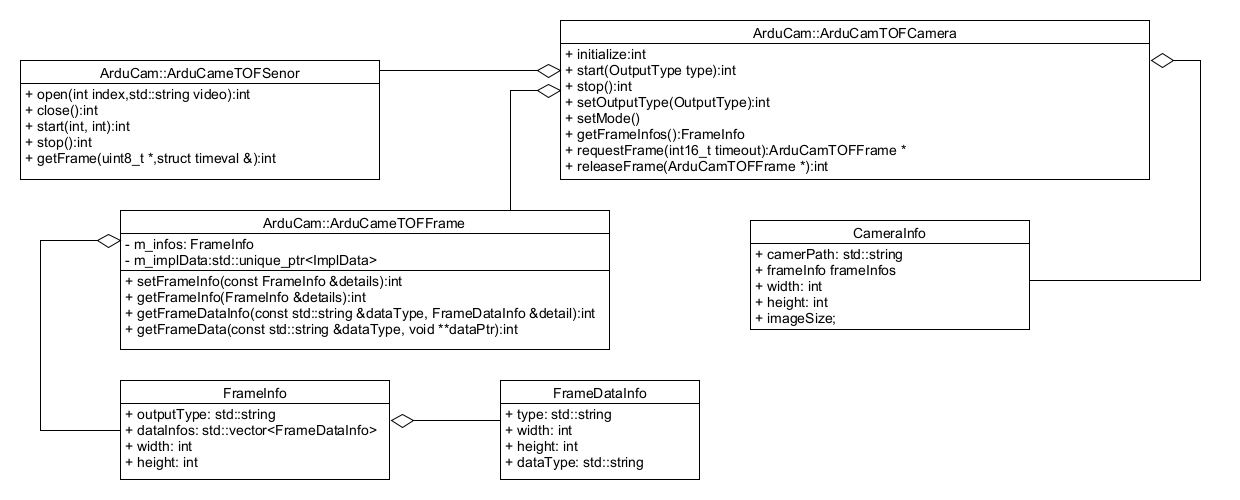 ArduCam::ArduCamTOFCamera
+ initialize:int
+ start(OutputType type):int
+ stop():int
+ setOutputType(OutputType):int
+ setMode()
+ getFrameInfos():FrameInfo
+ requestFrame(int16_t timeout):ArduCamTOFFrame *
+ releaseFrame(ArduCamTOFFrame *):int
ArduCam::ArduCameTOFSenor
+ open(int index,std::string video):int
+ close():int
+ start(int, int):int
+ stop():int
+ getFrame(uint8_t *,struct timeval &):int
ArduCam::ArduCameTOFFrame
- m_infos: FrameInfo
- m_implData:std::unique_ptr<ImplData>
+ setFrameInfo(const FrameInfo &details):int
+ getFrameInfo(FrameInfo &details):int
+ getFrameDataInfo(const std::string &dataType, FrameDataInfo &detail):int
+ getFrameData(const std::string &dataType, void **dataPtr):int
CameraInfo
+ camerPath: std::string
+ frameInfo frameInfos
+ width: int
+ height: int
+ imageSize;
FrameInfo
+ outputType: std::string
+ dataInfos: std::vector<FrameDataInfo>
+ width: int
+ height: int
FrameDataInfo
+ type: std::string
+ width: int
+ height: int
+ dataType: std::string